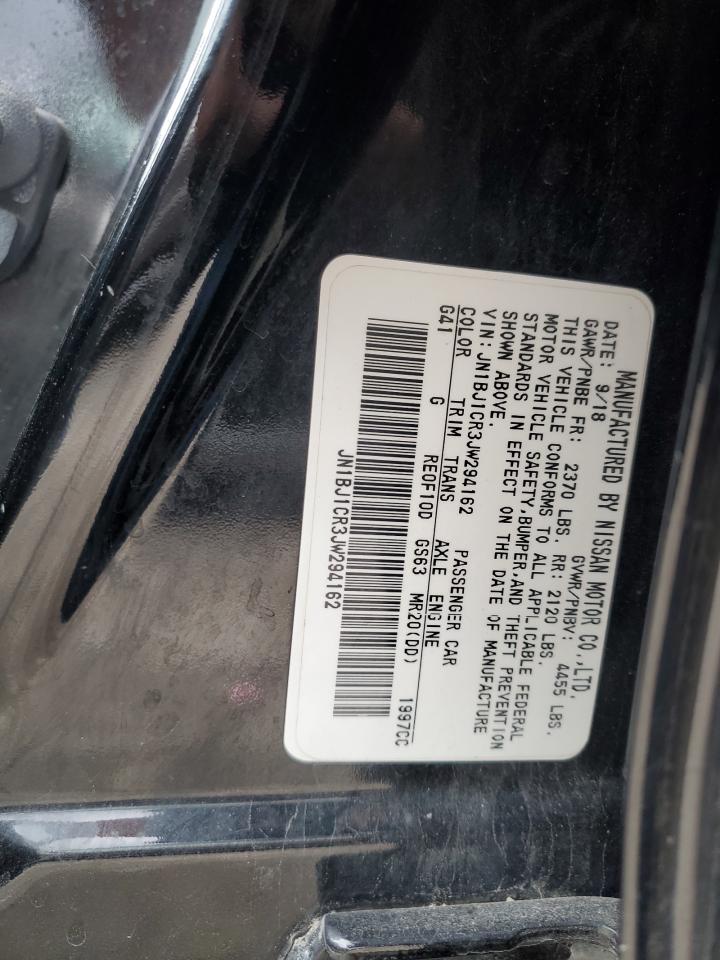 MANUFACTURED BY NISSAN MOTOR CO.,LTD.
DATE: 9/18 GVWR/PNBV: 4455 LBS.
GAWR/PNBE FR: 2370 LBS. RR: 2120 LBS.
THIS VEHICLE CONFORMS TO ALL APPLICABLE FEDERAL
MOTOR VEHICLE SAFETY,BUMPER,AND THEFT PREVENTION
STANDARDS IN EFFECT ON THE DATE OF MANUFACTURE
SHOWN ABOVE.
VIN:JN1BJ1CR3JW294162 PASSENGER CAR
COLOR TRIM TRANS AXLE ENGINE
G41 G RE0F10D GS63 MR20(DD) 1997CC
JN1BJ1CR3JW294162